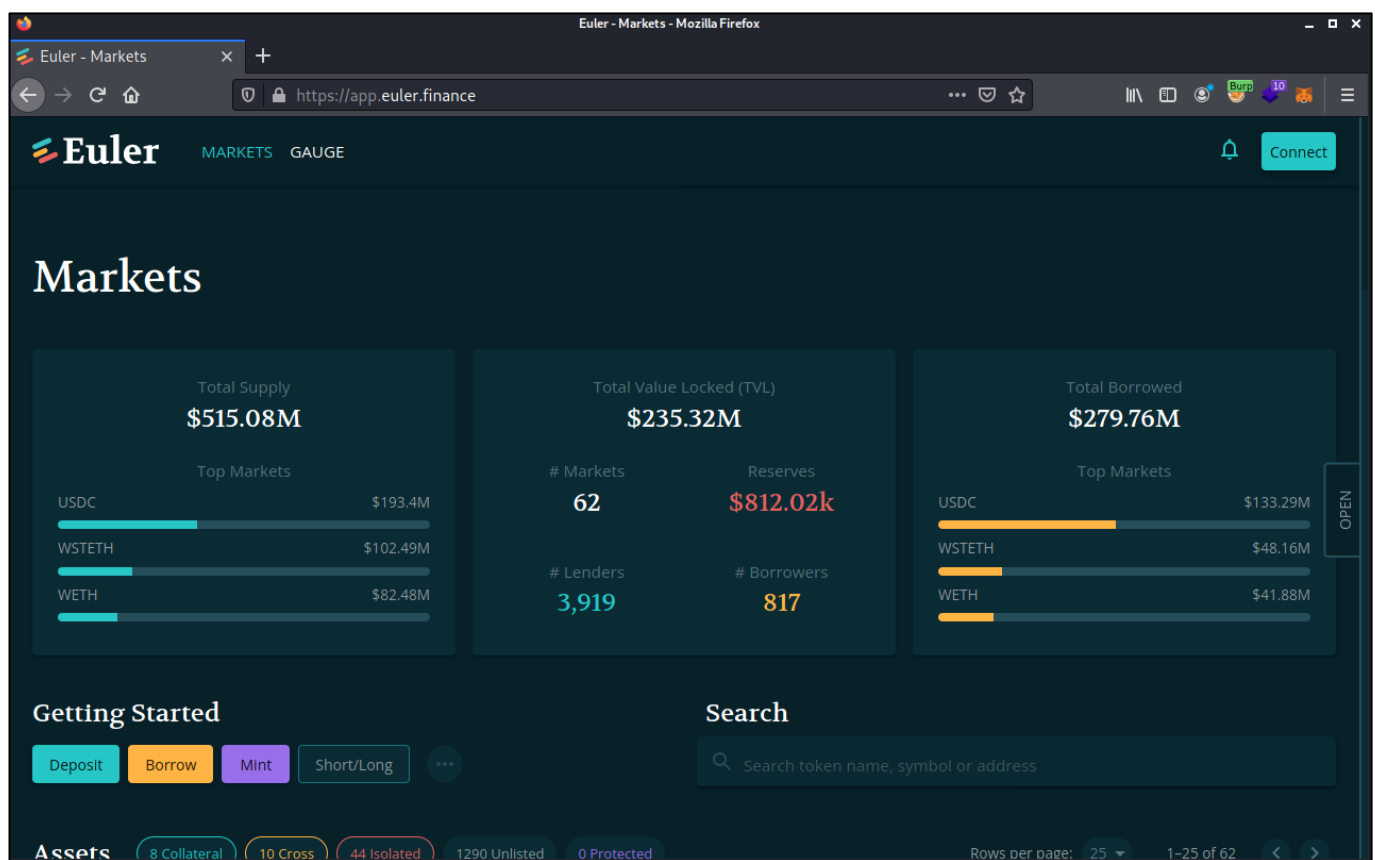 Euler - Markets - Mozilla Firefox
Euler - Markets
https://app.euler.finance
Burp
10
Euler MARKETS GAUGE
Connect
Markets
Total Supply
$515.08M
Top Markets
USDC $193.4M
WSTETH $102.49M
WETH $82.48M
Total Value Locked (TVL)
$235.32M
# Markets Reserves
62 $812.02k
# Lenders # Borrowers
3,919 817
Total Borrowed
$279.76M
Top Markets
USDC $133.29M
WSTETH $48.16M
WETH $41.88M
OPEN
Getting Started
Deposit Borrow Mint Short/Long ...
Search
Search token name, symbol or address
Assets 8 Collateral 10 Cross 44 Isolated 1290 Unlisted 0 Protected
Rows per page: 25 1–25 of 62